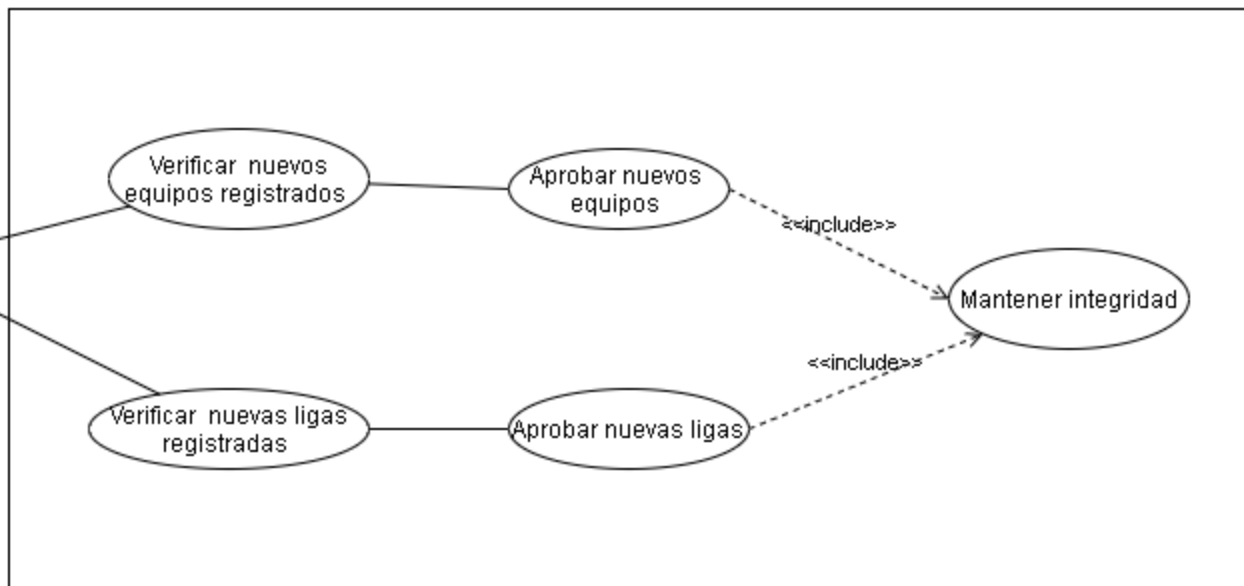 Verificar nuevos
equipos registrados
Aprobar nuevos
equipos
<<include>>
Mantener integridad
<<include>>
Verificar nuevas ligas
registradas
Aprobar nuevas ligas